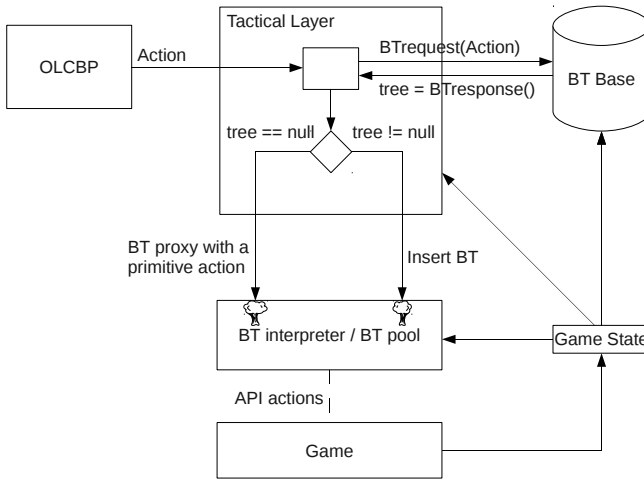 Tactical Layer
OLCBP
Action
BTrequest(Action)
tree = BTresponse()
BT Base
tree == null
tree != null
BT proxy with a
primitive action
Insert BT
BT interpreter / BT pool
Game State
API actions
Game